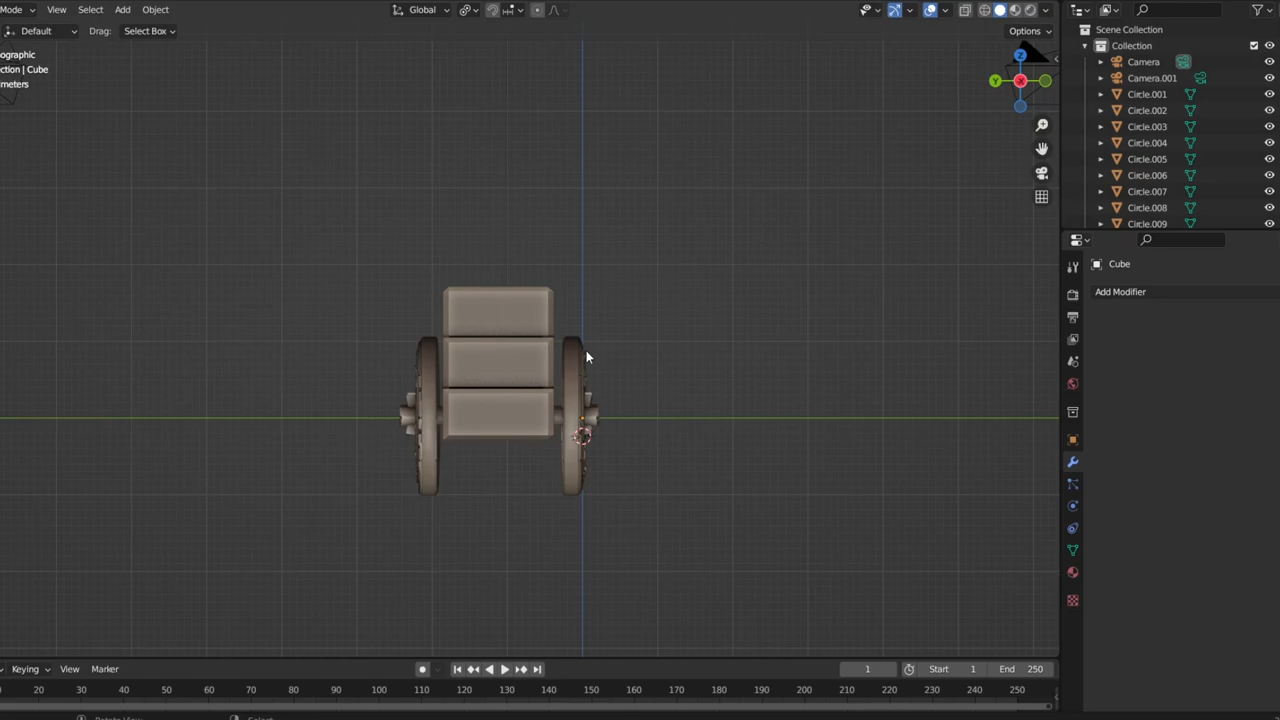 Mode View Select Add Object Global Options
Default Drag: Select Box
ographic
ction | Cube
meters
Z
Y
X
Scene Collection
Collection
Camera
Camera.001
Circle.001
Circle.002
Circle.003
Circle.004
Circle.005
Circle.006
Circle.007
Circle.008
Circle.009
Cube
Add Modifier
Keying View Marker 1 Start 1 End 250
20 30 40 50 60 70 80 90 100 110 120 130 140 150 160 170 180 190 200 210 220 230 240 250